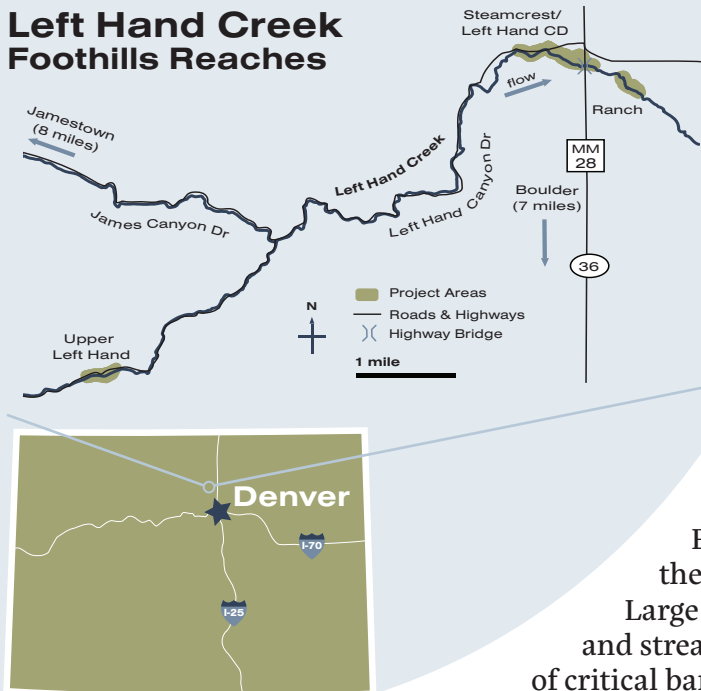 Left Hand Creek
Foothills Reaches
Steamcrest/
Left Hand CD
flow
Ranch
Jamestown
(8 miles)
Left Hand Creek
Left Hand Canyon Dr
James Canyon Dr
MM
28
Boulder
(7 miles)
36
N
Project Areas
Roads & Highways
Highway Bridge
1 mile
Upper
Left Hand
Denver
I-70
I-25
the
Large
and strea
of critical bar